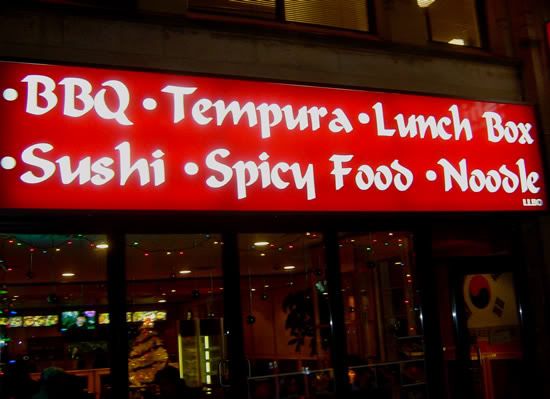 •BBQ •Tempura •Lunch Box
•Sushi •Spicy Food •Noodle